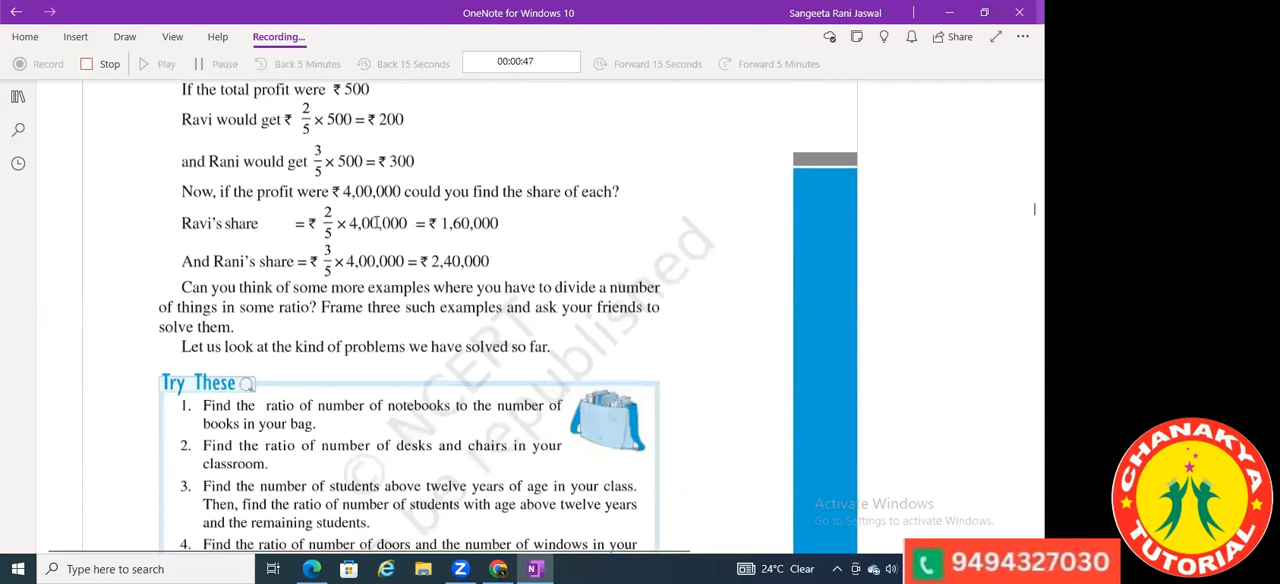 OneNote for Windows 10
Sangeeta Rani Jaswal
Home Insert Draw View Help Recording...
Share
Record Stop Play Pause Back 5 Minutes Back 15 Seconds 00:00:47 Forward 15 Seconds Forward 5 Minutes
If the total profit were ₹ 500
Ravi would get ₹ 2/5 × 500 = ₹ 200
and Rani would get 3/5 × 500 = ₹ 300
Now, if the profit were ₹ 4,00,000 could you find the share of each?
Ravi's share = ₹ 2/5 × 4,00,000 = ₹ 1,60,000
And Rani's share = ₹ 3/5 × 4,00,000 = ₹ 2,40,000
Can you think of some more examples where you have to divide a number
of things in some ratio? Frame three such examples and ask your friends to
solve them.
Let us look at the kind of problems we have solved so far.
Try These
1. Find the ratio of number of notebooks to the number of
books in your bag.
2. Find the ratio of number of desks and chairs in your
classroom.
3. Find the number of students above twelve years of age in your class.
Then, find the ratio of number of students with age above twelve years
and the remaining students.
4. Find the ratio of number of doors and the number of windows in your
© NCERT
be republished
Activate Windows
Go to Settings to activate Windows.
CHANAKYA
TUTORIAL
Type here to search
24°C Clear
9494327030